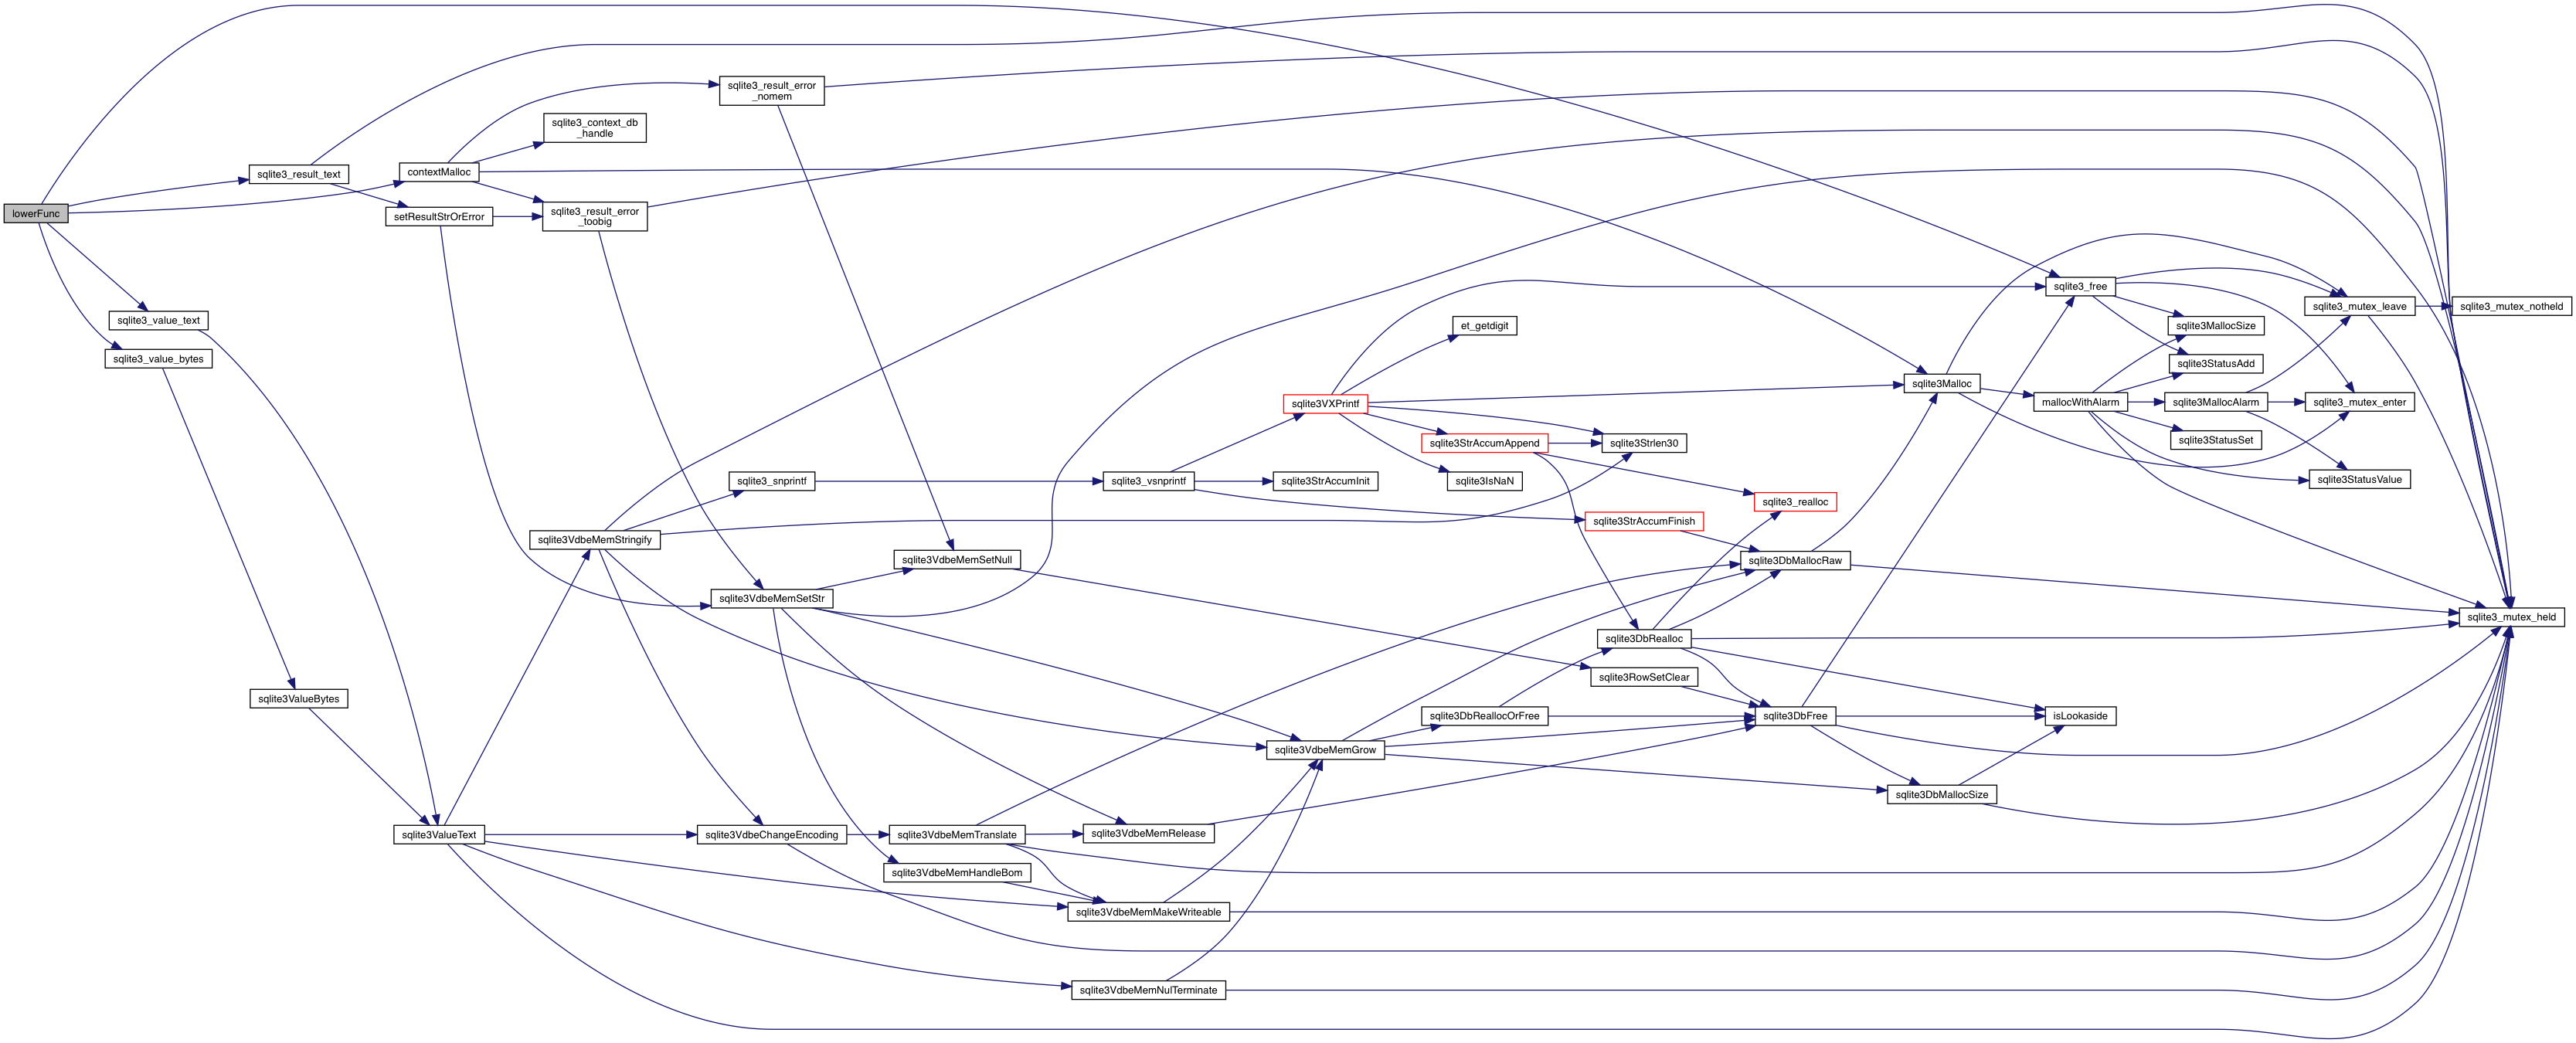 lowerFunc
sqlite3_value_text
sqlite3_value_bytes
sqlite3_result_text
sqlite3ValueBytes
contextMalloc
setResultStrOrError
sqlite3ValueText
sqlite3_context_db
_handle
sqlite3_result_error
_toobig
sqlite3VdbeMemStringify
sqlite3_result_error
_nomem
sqlite3_snprintf
sqlite3VdbeMemSetStr
sqlite3VdbeChangeEncoding
sqlite3VdbeMemSetNull
sqlite3VdbeMemTranslate
sqlite3VdbeMemHandleBom
sqlite3_vsnprintf
sqlite3VdbeMemRelease
sqlite3VdbeMemMakeWriteable
sqlite3VdbeMemNulTerminate
sqlite3VXPrintf
sqlite3StrAccumInit
sqlite3VdbeMemGrow
et_getdigit
sqlite3StrAccumAppend
sqlite3IsNaN
sqlite3DbReallocOrFree
sqlite3Strlen30
sqlite3StrAccumFinish
sqlite3DbRealloc
sqlite3RowSetClear
sqlite3_realloc
sqlite3DbMallocRaw
sqlite3DbFree
sqlite3Malloc
sqlite3DbMallocSize
sqlite3_free
mallocWithAlarm
isLookaside
sqlite3MallocSize
sqlite3StatusAdd
sqlite3MallocAlarm
sqlite3StatusSet
sqlite3_mutex_leave
sqlite3_mutex_enter
sqlite3StatusValue
sqlite3_mutex_notheld
sqlite3_mutex_held